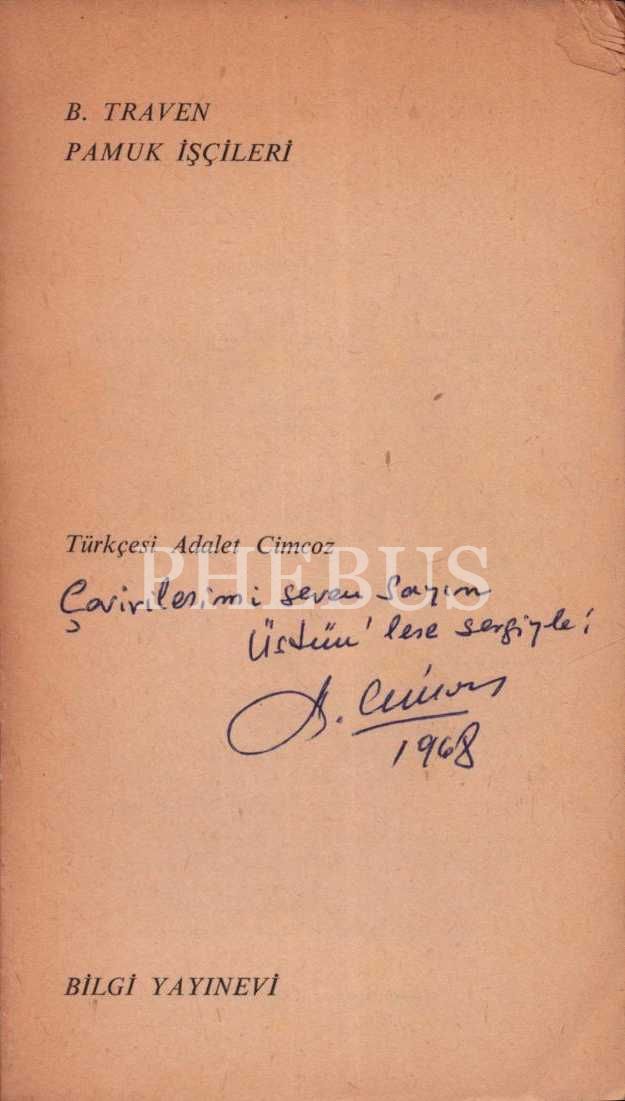 B. TRAVEN
PAMUK İŞÇİLERİ
Türkçesi Adalet Cimcoz
PHEBUS
Çevirilerimi seven Sayın
Üstün'lere sevgiyle!
A. Cimcoz
1968
BİLGİ YAYINEVİ